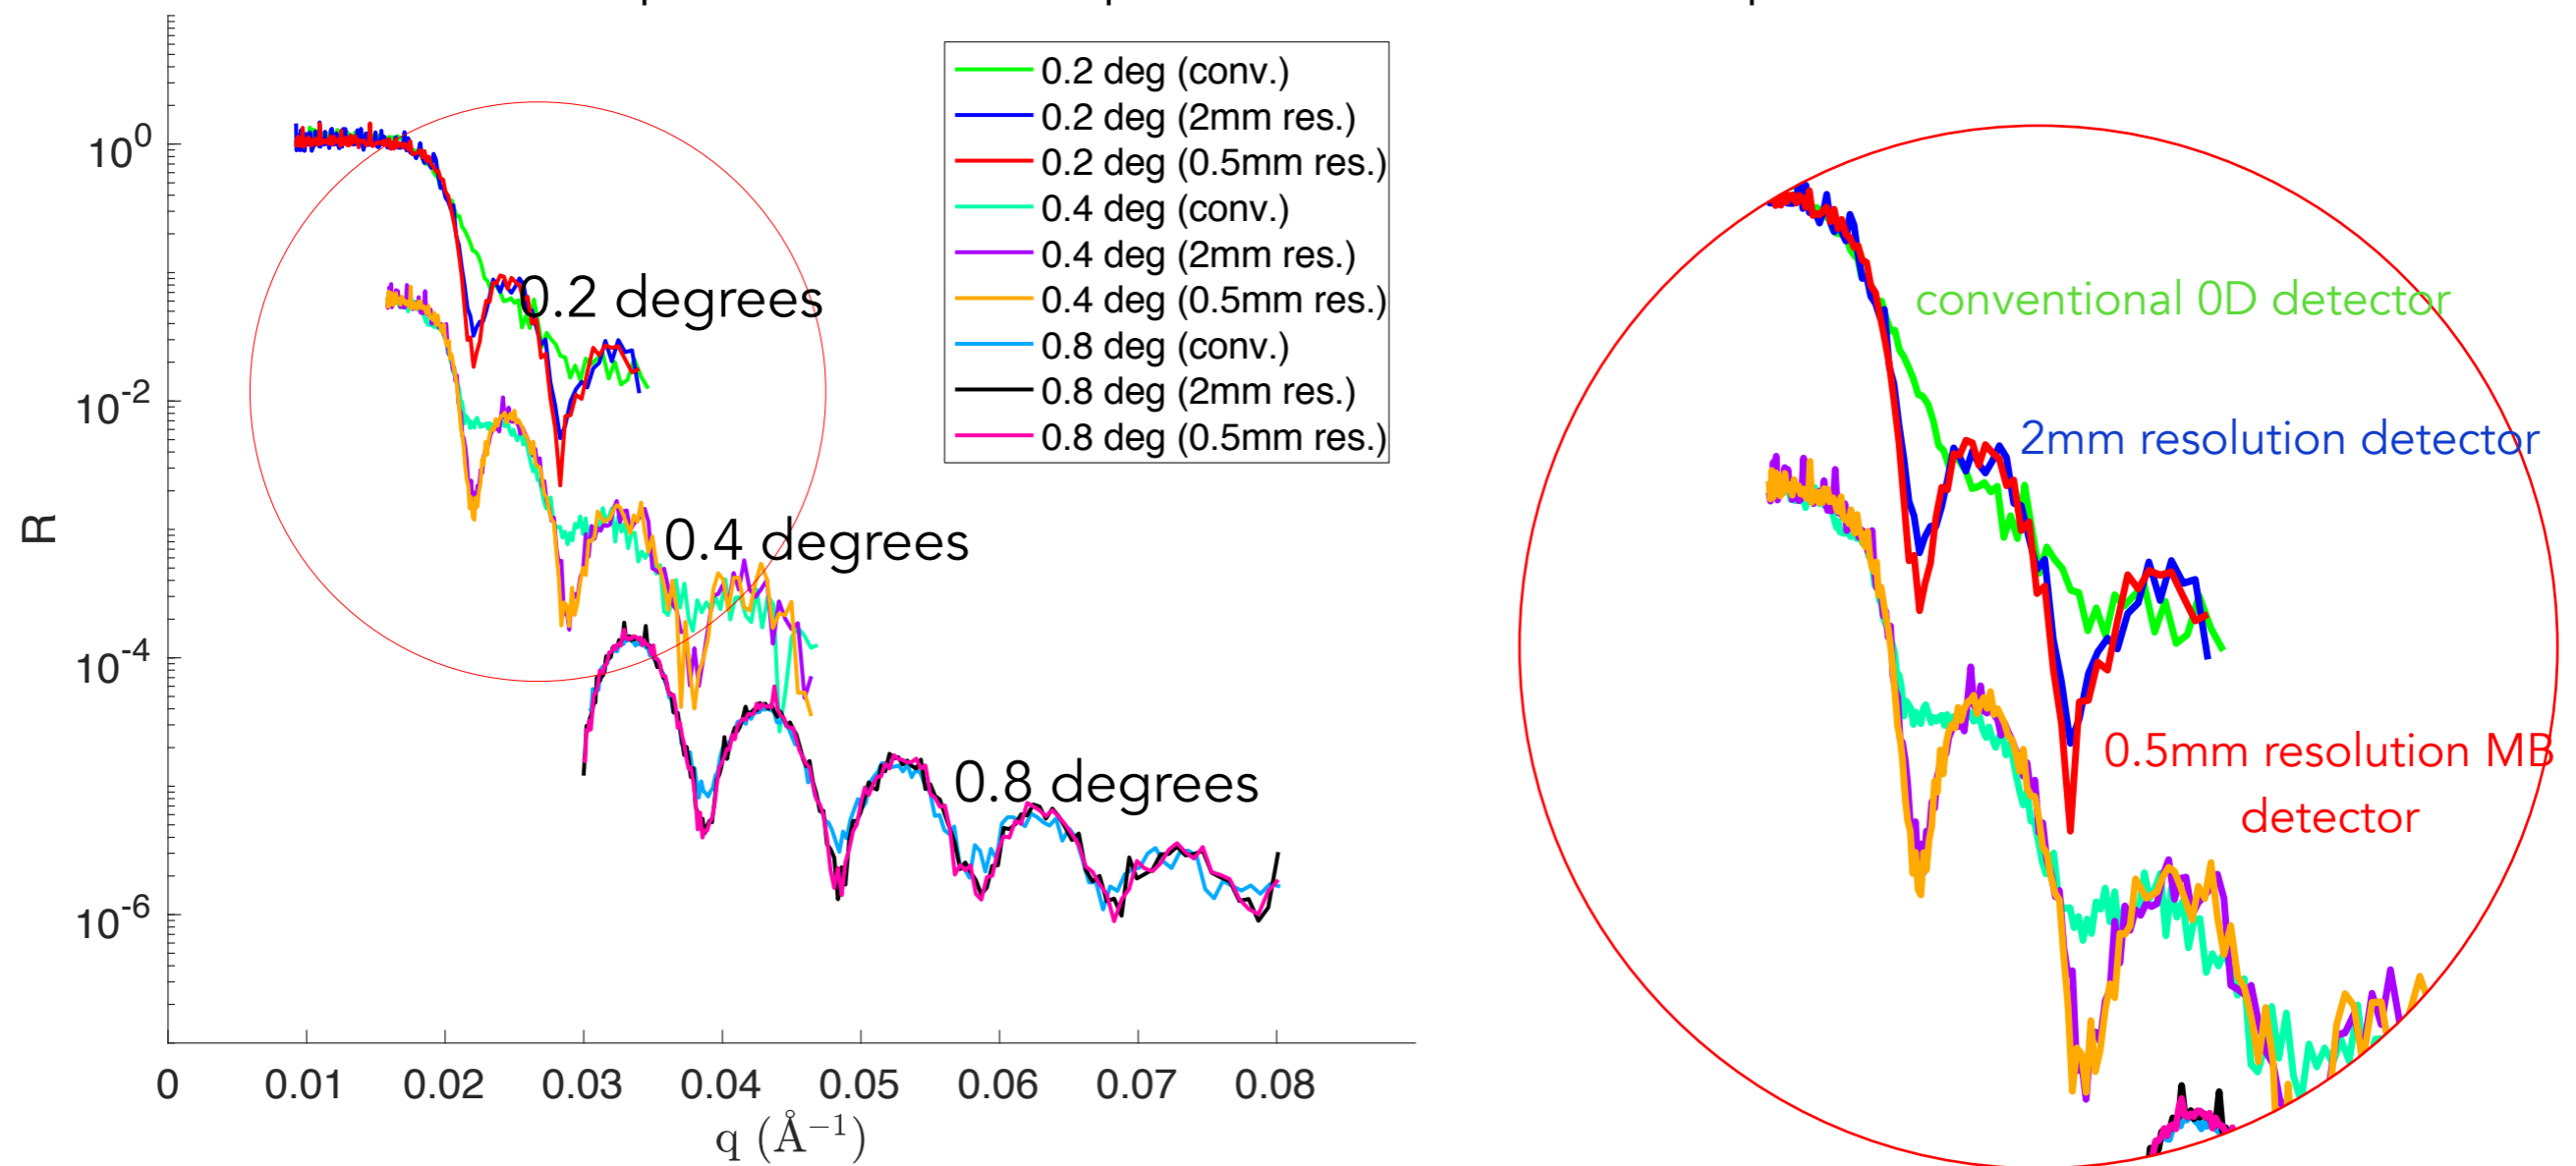 0.2 deg (conv.)
0.2 deg (2mm res.)
0.2 deg (0.5mm res.)
0.4 deg (conv.)
0.4 deg (2mm res.)
0.4 deg (0.5mm res.)
0.8 deg (conv.)
0.8 deg (2mm res.)
0.8 deg (0.5mm res.)
10^0
10^-2
10^-4
10^-6
R
0.2 degrees
0.4 degrees
0.8 degrees
0 0.01 0.02 0.03 0.04 0.05 0.06 0.07 0.08
q (Å^−1)
conventional 0D detector
2mm resolution detector
0.5mm resolution MB
detector